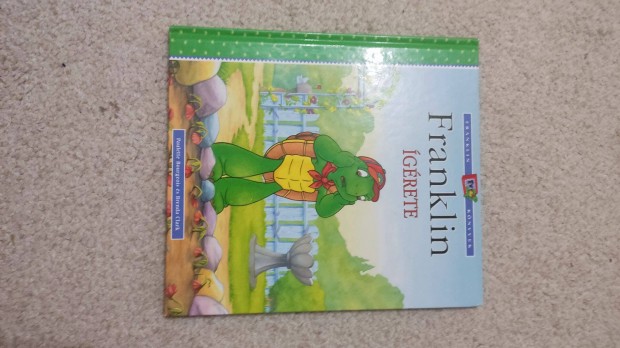 FRANKLIN KÖNYVEK
Franklin
ÍGÉRETE
Paulette Bourgeois és Brenda Clark